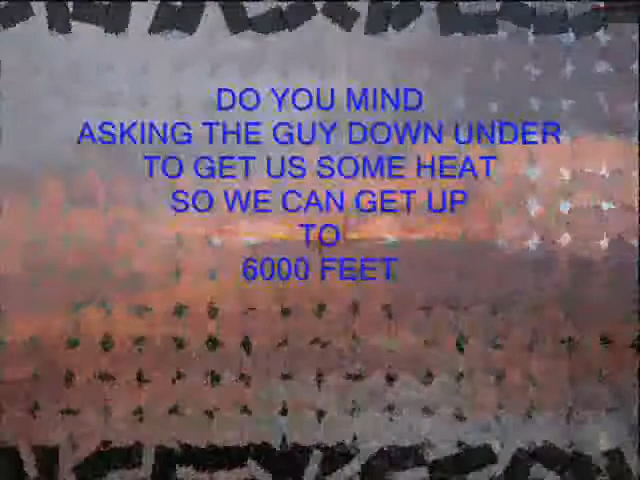 DO YOU MIND
ASKING THE GUY DOWN UNDER
TO GET US SOME HEAT
SO WE CAN GET UP
TO
6000 FEET